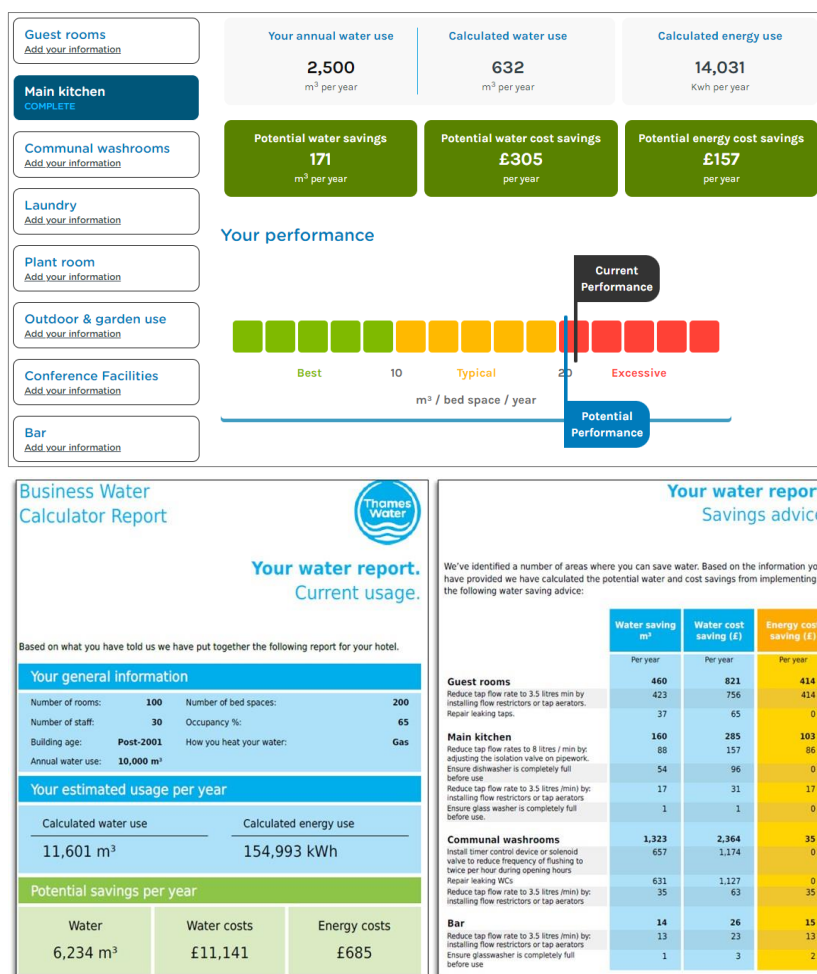 Guest rooms
Add your information
Main kitchen
COMPLETE
Communal washrooms
Add your information
Laundry
Add your information
Plant room
Add your information
Outdoor & garden use
Add your information
Conference Facilities
Add your information
Bar
Add your information
Your annual water use
2,500
m³ per year
Calculated water use
632
m³ per year
Calculated energy use
14,031
Kwh per year
Potential water savings
171
m³ per year
Potential water cost savings
£305
per year
Potential energy cost savings
£157
per year
Your performance
Current
Performance
Best 10 Typical 20 Excessive
m³ / bed space / year
Potential
Performance
Business Water
Calculator Report
Thames
Water
Your water report.
Current usage.
Based on what you have told us we have put together the following report for your hotel.
Your general information
Number of rooms: 100 Number of bed spaces: 200
Number of staff: 30 Occupancy %: 65
Building age: Post-2001 How you heat your water: Gas
Annual water use: 10,000 m³
Your estimated usage per year
Calculated water use Calculated energy use
11,601 m³ 154,993 kWh
Potential savings per year
Water Water costs Energy costs
6,234 m³ £11,141 £685
Your water repor
Savings advic
We've identified a number of areas where you can save water. Based on the information yo
have provided we have calculated the potential water and cost savings from implementing
the following water saving advice:
Water saving m³ Water cost saving (£) Energy cos saving (£)
Per year Per year Per year
Guest rooms 460 821 414
Reduce tap flow rate to 3.5 litres min by 423 756 414
installing flow restrictors or tap aerators.
Repair leaking taps. 37 65 0
Main kitchen 160 285 103
Reduce tap flow rates to 8 litres / min by: 88 157 86
adjusting the isolation valve on pipework.
Ensure dishwasher is completely full 54 96 0
before use
Reduce tap flow rate to 3.5 litres /min) by: 17 31 17
installing flow restrictors or tap aerators
Ensure glass washer is completely full 1 1 0
before use.
Communal washrooms 1,323 2,364 35
Install timer control device or solenoid 657 1,174 0
valve to reduce frequency of flushing to
twice per hour during opening hours
Repair leaking WCs 631 1,127 0
Reduce tap flow rate to 3.5 litres /min) by: 35 63 35
installing flow restrictors or tap aerators
Bar 14 26 15
Reduce tap flow rate to 3.5 litres /min) by: 13 23 13
installing flow restrictors or tap aerators
Ensure glasswasher is completely full 1 3 2
before use